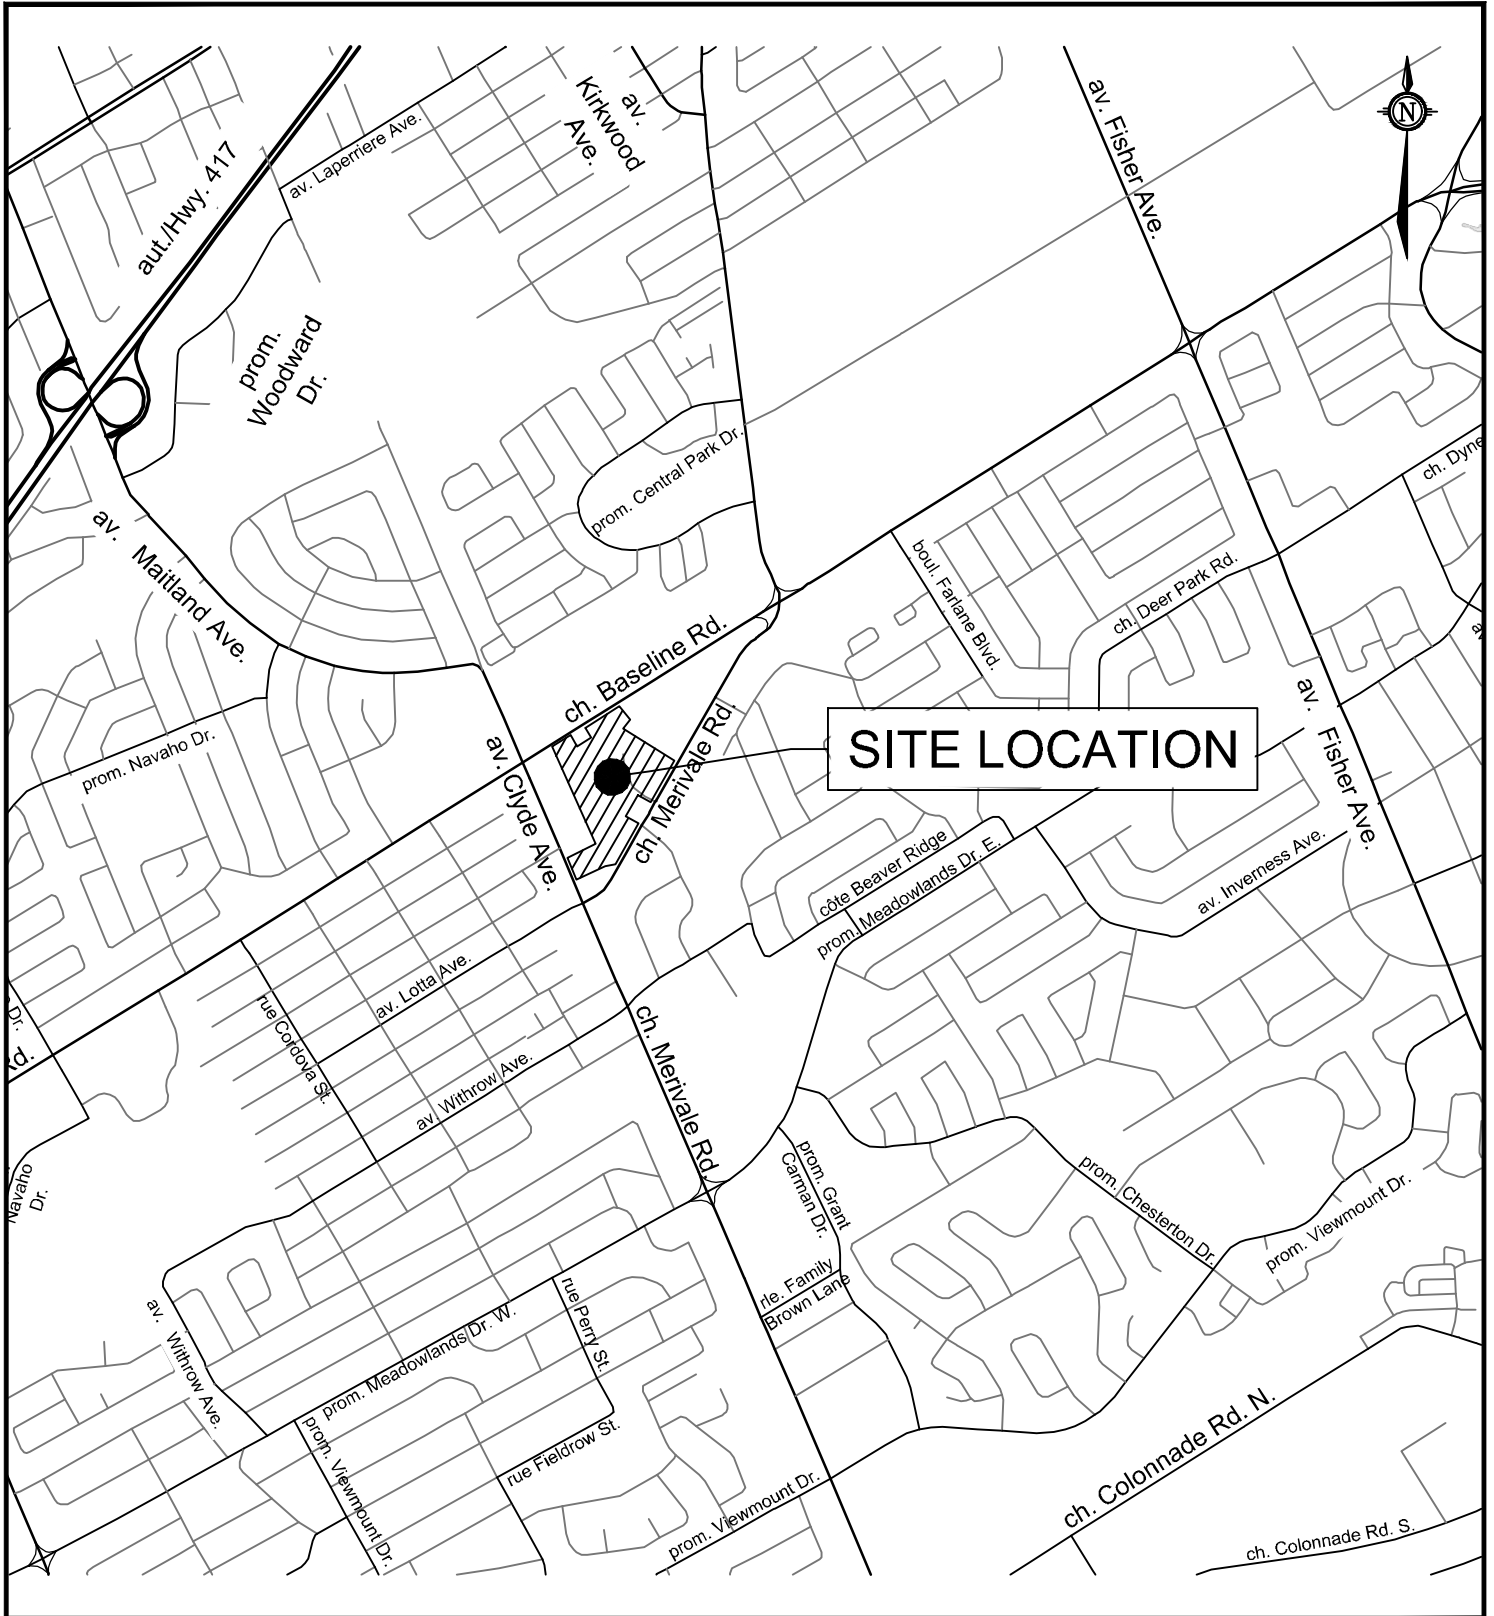 av.
Kirkwood
Ave.
av. Fisher Ave.
N
aut./Hwy. 417
av. Laperriere Ave.
prom.
Woodward
Dr.
prom. Central Park Dr.
av. Maitland Ave.
boul. Farlane Blvd.
ch. Deer Park Rd.
ch. Dyne
ch. Baseline Rd.
prom. Navaho Dr.
av. Clyde Ave.
ch. Merivale Rd.
SITE LOCATION
av. Fisher Ave.
côte Beaver Ridge
prom. Meadowlands Dr. E.
av. Inverness Ave.
av. Lotta Ave.
rue Cordova St.
Dr.
Rd.
av. Withrow Ave.
ch. Merivale Rd.
Navaho
Dr.
prom. Grant
Carman Dr.
prom. Chesterton Dr.
prom. Viewmount Dr.
rle. Family
Brown Lane
av. Withrow Ave.
prom. Meadowlands Dr. W.
rue Perry St.
rue Fieldrow St.
prom. Viewmount Dr.
prom. Viewmount Dr.
ch. Colonnade Rd. N.
ch. Colonnade Rd. S.